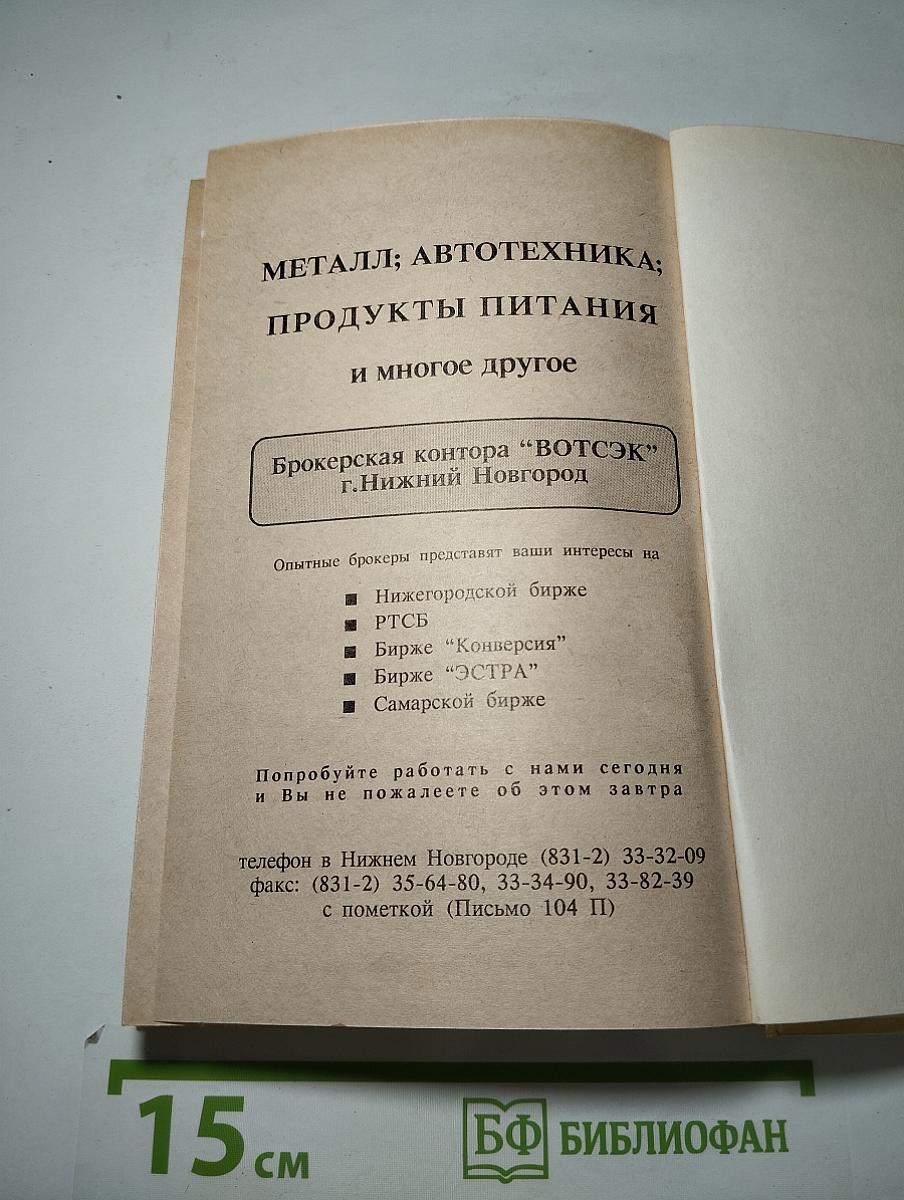 МЕТАЛЛ; АВТОТЕХНИКА;
ПРОДУКТЫ ПИТАНИЯ
и многое другое
Брокерская контора “ВОТСЭК”
г.Нижний Новгород
Опытные брокеры представят ваши интересы на
■ Нижегородской бирже
■ РТСБ
■ Бирже “Конверсия”
■ Бирже “ЭСТРА”
■ Самарской бирже
Попробуйте работать с нами сегодня
и Вы не пожалеете об этом завтра
телефон в Нижнем Новгороде (831-2) 33-32-09
факс: (831-2) 35-64-80, 33-34-90, 33-82-39
с пометкой (Письмо 104 П)
15 см
БФ БИБЛИОФАН